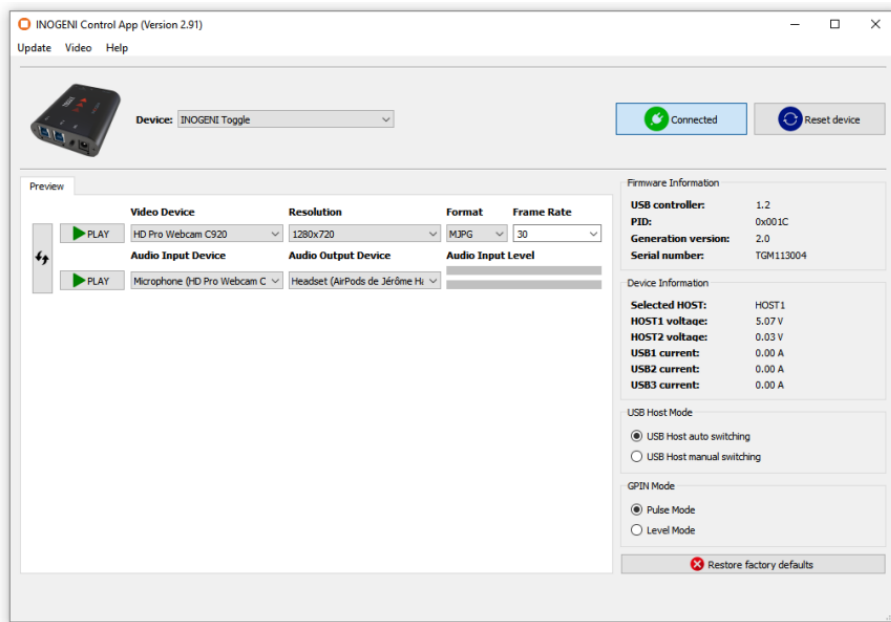 INOGENI Control App (Version 2.91)
Update Video Help
Device: INOGENI Toggle
Connected
Reset device
Preview
Video Device Resolution Format Frame Rate
PLAY HD Pro Webcam C920 1280x720 MJPG 30
Audio Input Device Audio Output Device Audio Input Level
PLAY Microphone (HD Pro Webcam C Headset (AirPods de Jérôme Ha
Firmware Information
USB controller: 1.2
PID: 0x001C
Generation version: 2.0
Serial number: TGM113004
Device Information
Selected HOST: HOST1
HOST1 voltage: 5.07 V
HOST2 voltage: 0.03 V
USB1 current: 0.00 A
USB2 current: 0.00 A
USB3 current: 0.00 A
USB Host Mode
USB Host auto switching
USB Host manual switching
GPIN Mode
Pulse Mode
Level Mode
Restore factory defaults